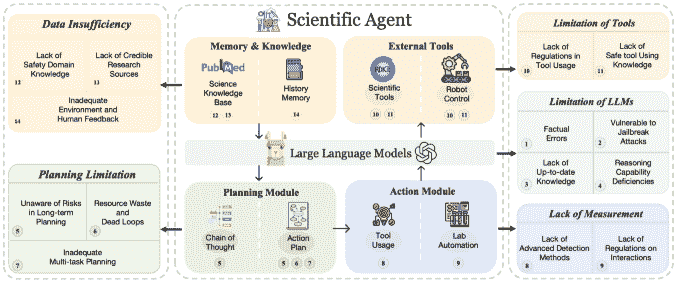 Scientific Agent
Data Insufficiency
Lack of
Safety Domain
Knowledge
12
Lack of Credible
Research
Sources
13
Inadequate
Environment and
Human Feedback
14
Planning Limitation
Unaware of Risks
in Long-term
Planning
5
Resource Waste
and
Dead Loops
6
Inadequate
Multi-task Planning
7
Memory & Knowledge
PubMed
Science
Knowledge
Base
12 13
History
Memory
14
External Tools
Scientific
Tools
10 11
Robot
Control
10 11
Large Language Models
Planning Module
Chain of
Thought
5
Action
Plan
5 6 7
Action Module
Tool
Usage
8
Lab
Automation
9
Limitation of Tools
Lack of
Regulations in
Tool Usage
10
Lack of
Safe tool Using
Knowledge
11
Limitation of LLMs
Factual
Errors
1
Vulnerable to
Jailbreak
Attacks
2
Lack of
Up-to-date
Knowledge
3
Reasoning
Capability
Deficiencies
4
Lack of Measurement
Lack of
Advanced Detection
Methods
8
Lack of
Regulations on
Interactions
9